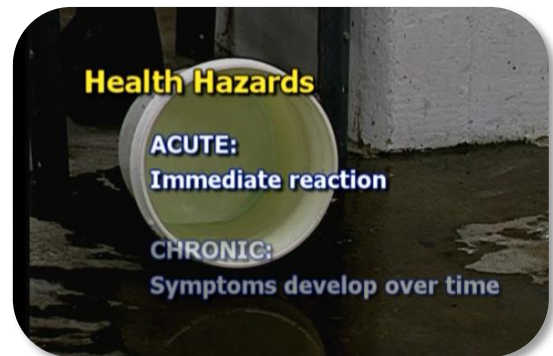 Health Hazards
ACUTE:
Immediate reaction
CHRONIC:
Symptoms develop over time